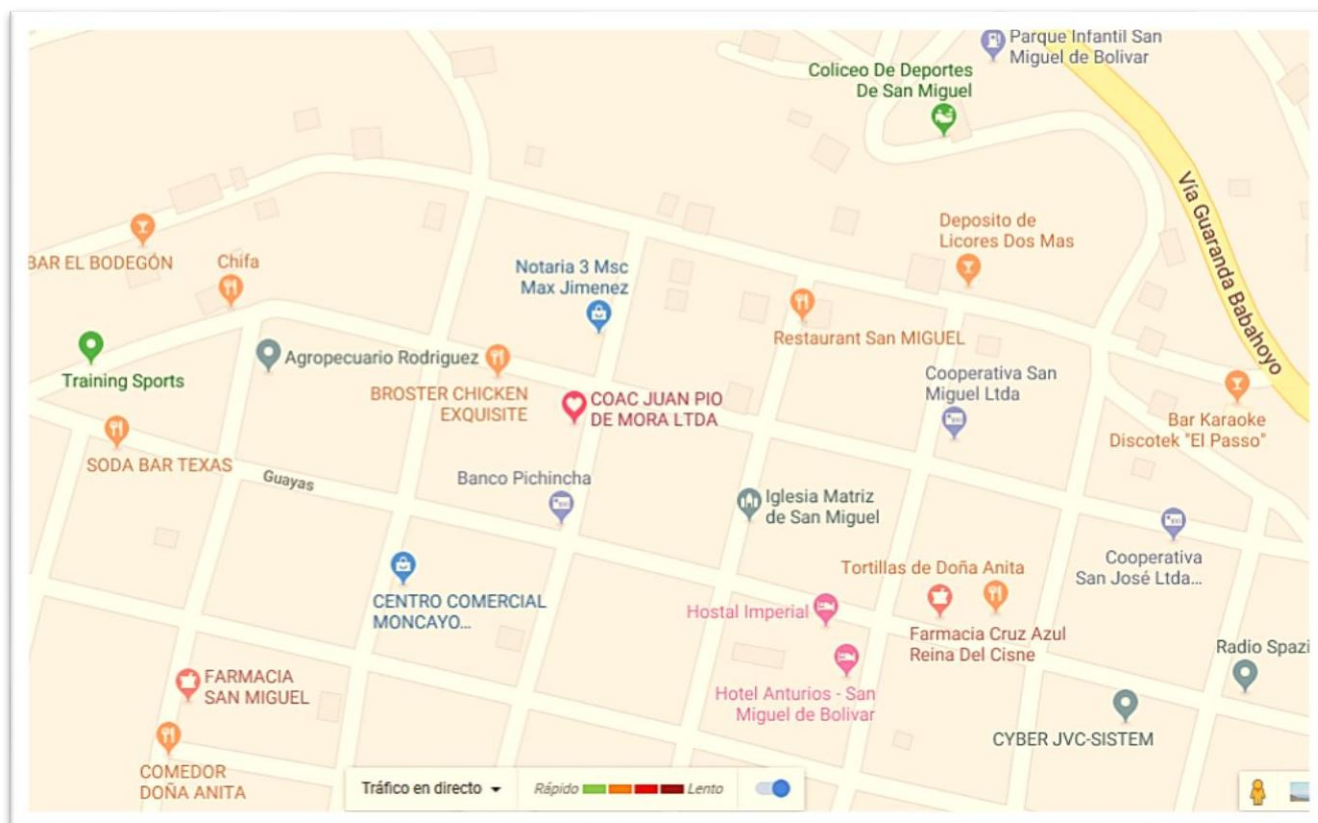 Parque Infantil San
Miguel de Bolivar
Coliceo De Deportes
De San Miguel
Vía Guaranda Babahoyo
BAR EL BODEGÓN
Chifa
Notaria 3 Msc
Max Jimenez
Deposito de
Licores Dos Mas
Training Sports
Agropecuario Rodriguez
BROSTER CHICKEN
EXQUISITE
COAC JUAN PIO
DE MORA LTDA
Restaurant San MIGUEL
Cooperativa San
Miguel Ltda
Bar Karaoke
Discotek "El Passo"
SODA BAR TEXAS
Guayas
Banco Pichincha
Iglesia Matriz
de San Miguel
Cooperativa
San José Ltda...
CENTRO COMERCIAL
MONCAYO...
Tortillas de Doña Anita
Hostal Imperial
Farmacia Cruz Azul
Reina Del Cisne
Radio Spazi
FARMACIA
SAN MIGUEL
Hotel Anturios - San
Miguel de Bolivar
CYBER JVC-SISTEM
COMEDOR
DOÑA ANITA
Tráfico en directo
Rápido
Lento